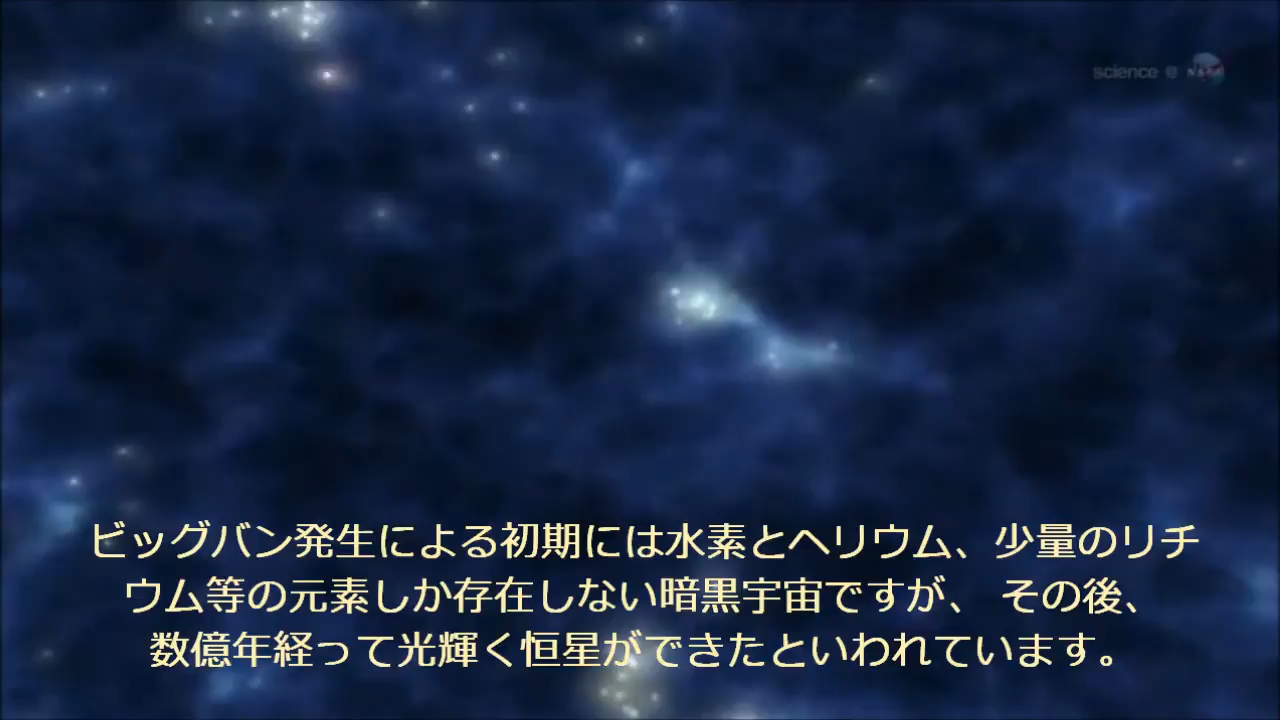 science @ NASA
ビッグバン発生による初期には水素とヘリウム、少量のリチ
ウム等の元素しか存在しない暗黒宇宙ですが、 その後、
数億年経って光輝く恒星ができたといわれています。